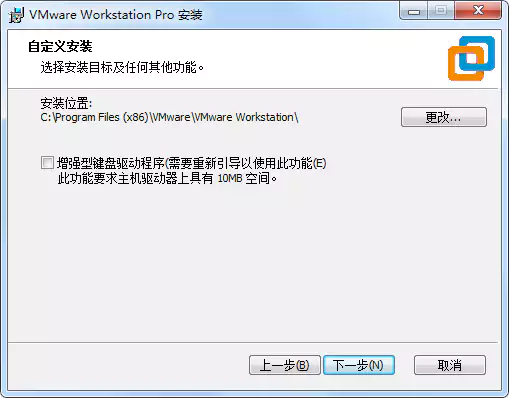 VMware Workstation Pro 安装
自定义安装
选择安装目标及任何其他功能。
安装位置:
C:\Program Files (x86)\VMware\VMware Workstation\
更改...
增强型键盘驱动程序(需要重新引导以使用此功能(E)
此功能要求主机驱动器上具有 10MB 空间。
上一步(B)
下一步(N)
取消